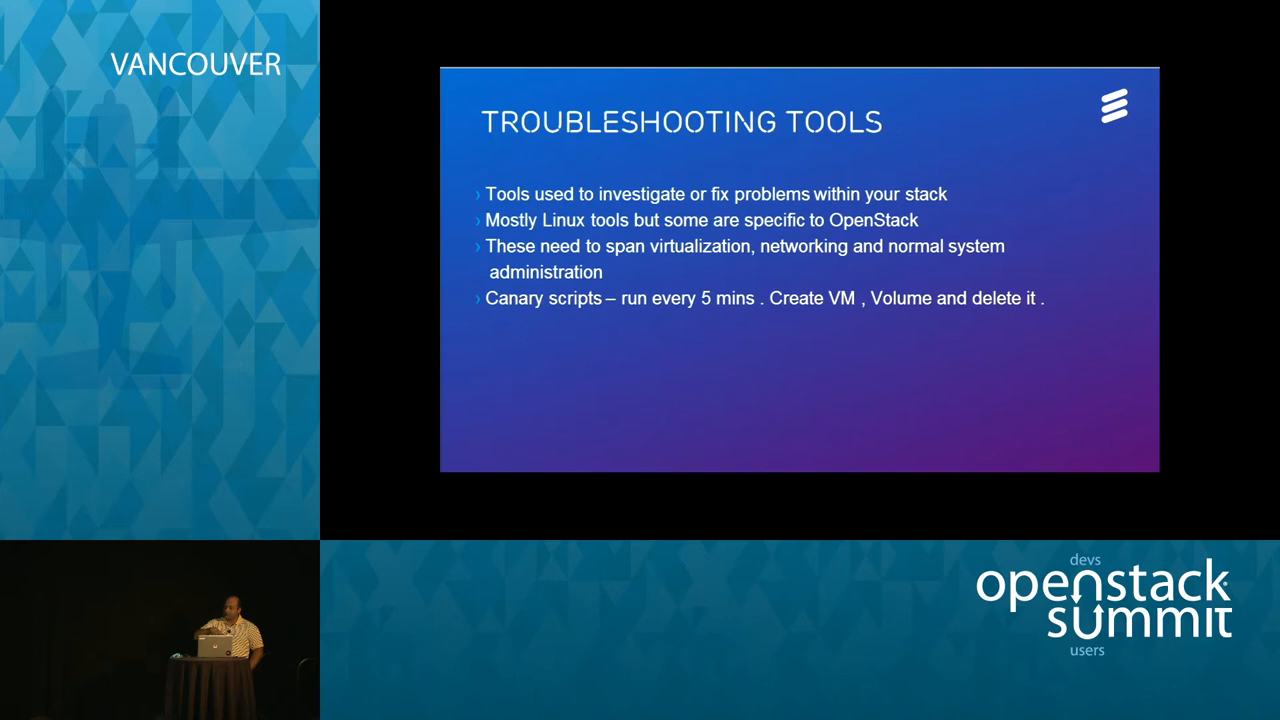 VANCOUVER
TROUBLESHOOTING TOOLS
› Tools used to investigate or fix problems within your stack
› Mostly Linux tools but some are specific to OpenStack
› These need to span virtualization, networking and normal system
administration
› Canary scripts – run every 5 mins . Create VM , Volume and delete it .
devs
openstack
summit
users